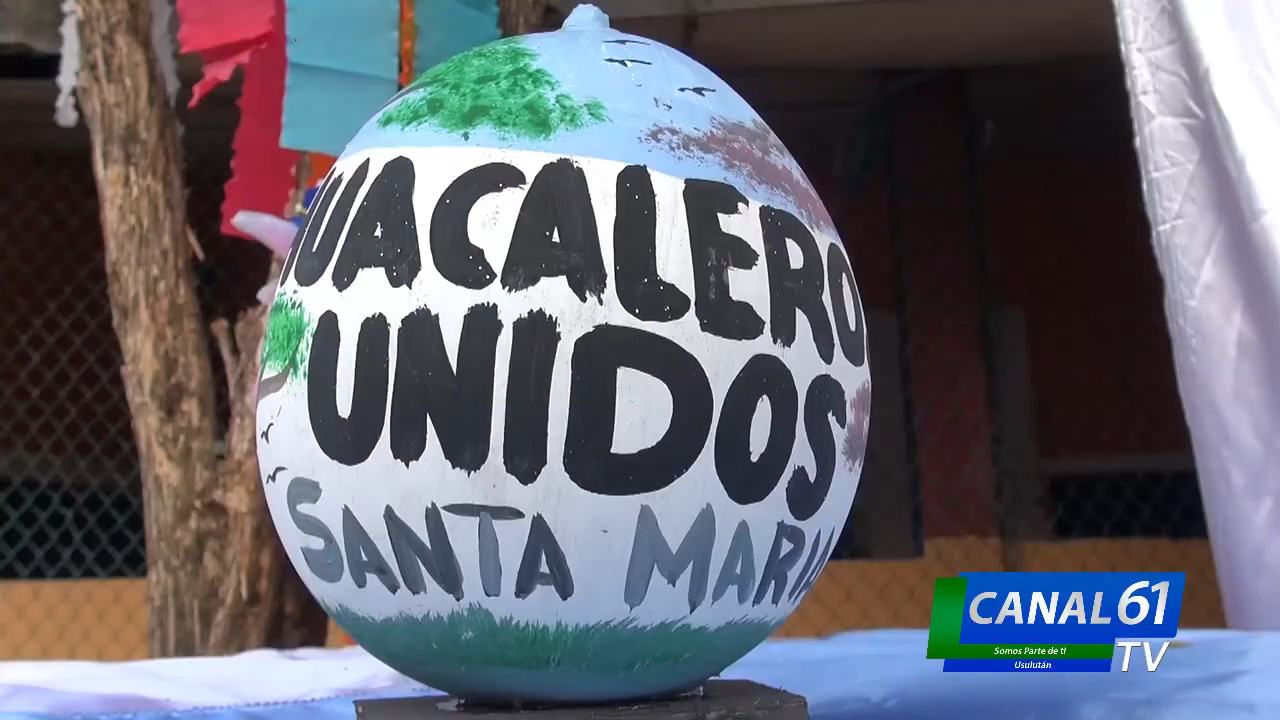 UACALERO
UNIDOS
SANTA MARIA
CANAL 61
Somos Parte de ti
TV
Usulután